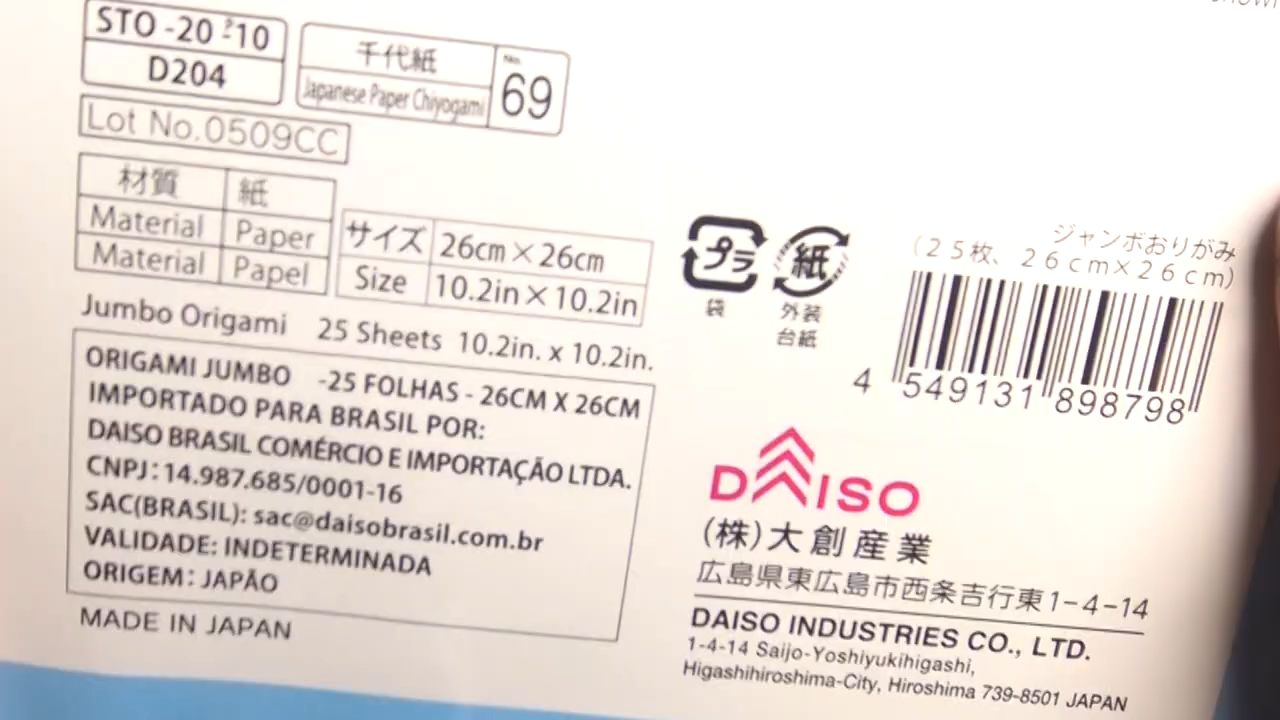 STO -20 '10
D204
千代紙
Japanese Paper Chiyogami
No.
69
Lot No.0509CC
材質 紙
Material Paper
Material Papel
サイズ 26cm×26cm
Size 10.2in×10.2in
Jumbo Origami 25 Sheets 10.2in. x 10.2in.
ORIGAMI JUMBO -25 FOLHAS - 26CM X 26CM
IMPORTADO PARA BRASIL POR:
DAISO BRASIL COMÉRCIO E IMPORTAÇÃO LTDA.
CNPJ: 14.987.685/0001-16
SAC(BRASIL): sac@daisobrasil.com.br
VALIDADE: INDETERMINADA
ORIGEM: JAPÃO
MADE IN JAPAN
プラ
袋
紙
外装
台紙
ジャンボおりがみ
(25枚、26cm×26cm)
4 549131 898798
DAISO
(株)大創産業
広島県東広島市西条吉行東1-4-14
DAISO INDUSTRIES CO., LTD.
1-4-14 Saijo-Yoshiyukihigashi,
Higashihiroshima-City, Hiroshima 739-8501 JAPAN